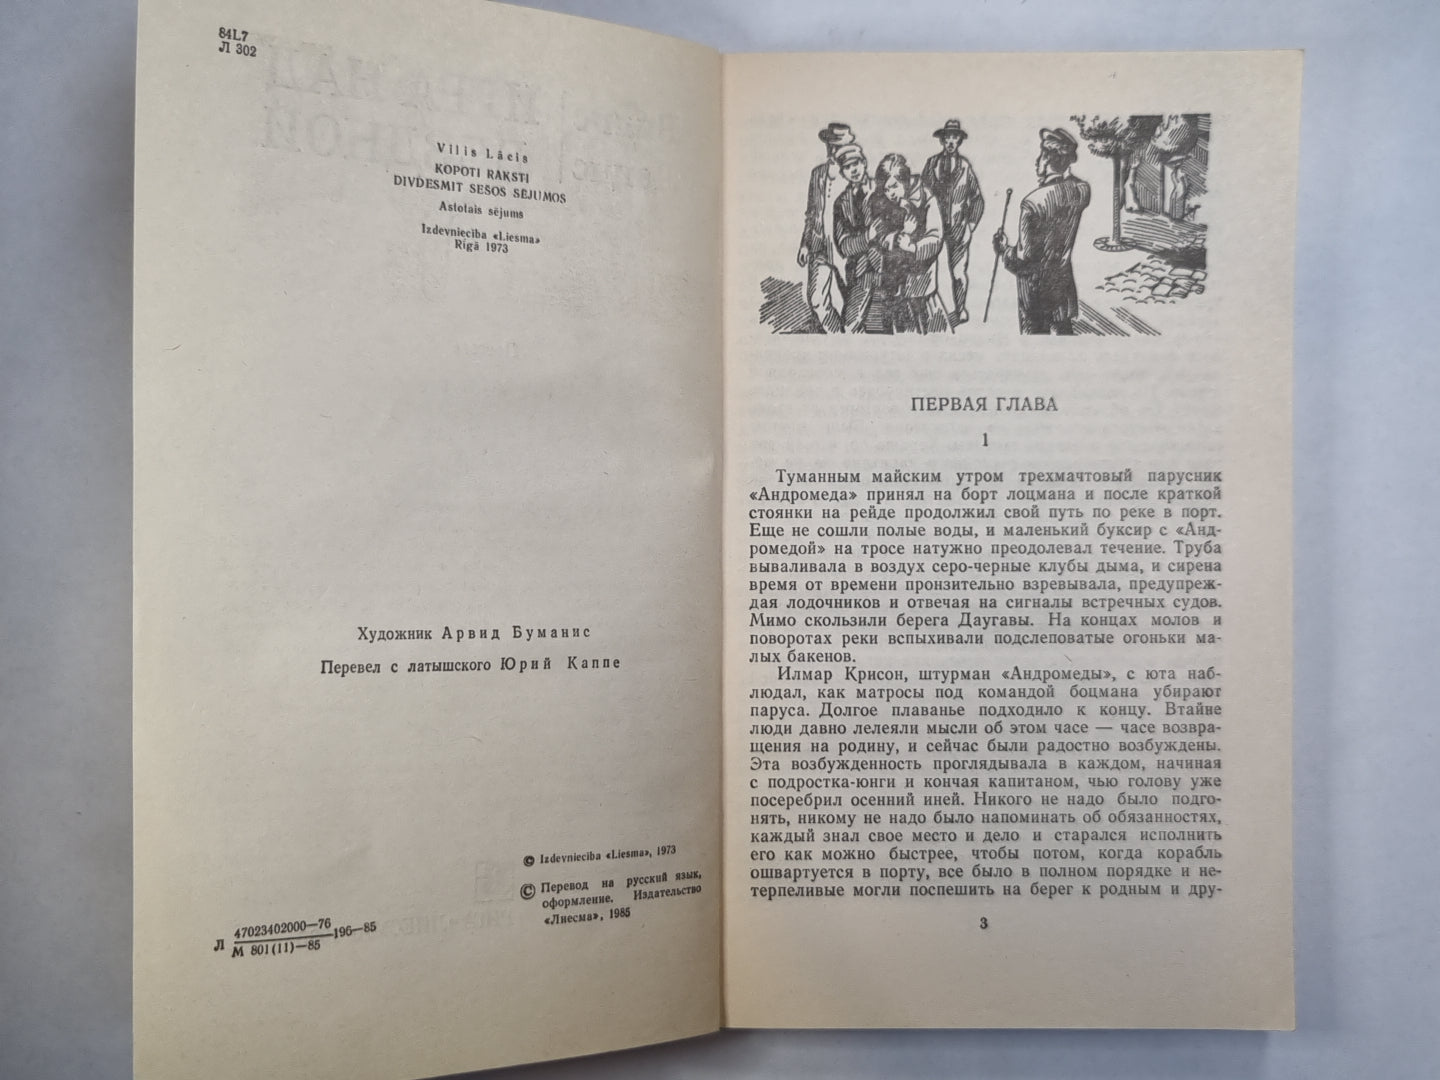 84L7
Л 302
Vilis Lācis
KOPOTI RAKSTI
DIVDESMIT SEŠOS SĒJUMOS
Astotais sējums
Izdevniecība «Liesma»
Rīgā 1973
Художник Арвид Буманис
Перевел с латышского Юрий Каппе
© Izdevniecība «Liesma», 1973
© Перевод на русский язык,
оформление. Издательство
«Лиесма», 1985
Л 47023402000—76
М 801(11)—85
196—85
ПЕРВАЯ ГЛАВА
1
Туманным майским утром трехмачтовый парусник
«Андромеда» принял на борт лоцмана и после краткой
стоянки на рейде продолжил свой путь по реке в порт.
Еще не сошли полые воды, и маленький буксир с «Анд-
ромедой» на тросе натужно преодолевал течение. Труба
вываливала в воздух серо-черные клубы дыма, и сирена
время от времени пронзительно взревывала, предупреж-
дая лодочников и отвечая на сигналы встречных судов.
Мимо скользили берега Даугавы. На концах молов и
поворотах реки вспыхивали подслеповатые огоньки ма-
лых бакенов.
Илмар Крисон, штурман «Андромеды», с юта наб-
людал, как матросы под командой боцмана убирают
паруса. Долгое плаванье подходило к концу. Втайне
люди давно лелеяли мысли об этом часе — часе возвра-
щения на родину, и сейчас были радостно возбуждены.
Эта возбужденность проглядывала в каждом, начиная
с подростка-юнги и кончая капитаном, чью голову уже
посеребрил осенний иней. Никого не надо было подго-
нять, никому не надо было напоминать об обязанностях,
каждый знал свое место и дело и старался исполнить
его как можно быстрее, чтобы потом, когда корабль
ошвартуется в порту, все было в полном порядке и не-
терпеливые могли поспешить на берег к родным и дру-
3